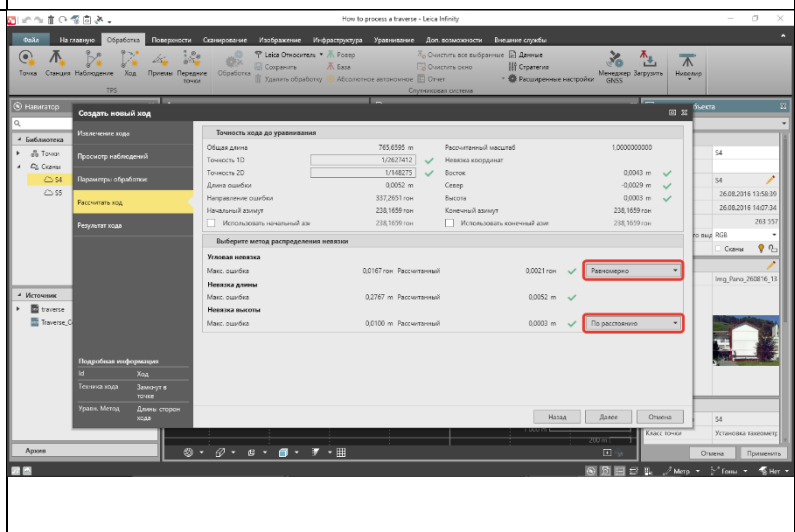 How to process a traverse - Leica Infinity
Файл На главную Обработка Поверхности Сканирование Изображение Инфраструктура Уравнивание Доп. возможности Внешние службы
Точка Станция Наблюдение Ход Приемы Передние точки
TPS
Обработка
Leica Относител. Ровер
Сохранить База
Удалить обработку Абсолютное автономное
Очистить все выбранные Данные
Очистить окно Стратегия
Отчет Расширенные настройки
Спутниковая система
Менеджер GNSS Загрузить Нивелир
Навигатор
Библиотека
Точки
Сканы
S4
S5
Источник
traverse
Traverse_C
Архив
Создать новый ход
Извлечение хода
Просмотр наблюдений
Параметры обработки
Рассчитать ход
Результат хода
Подробная информация
Id Ход
Техника хода Замкнут в точке
Уравн. Метод Длины сторон хода
Точность хода до уравнивания
Общая длина 765,6595 m Рассчитанный масштаб 1,0000000000
Точность 1D 1/2627412 Невязка координат
Точность 2D 1/148275 Восток 0,0043 m
Длина ошибки 0,0052 m Север -0,0029 m
Направление ошибки 337,2651 гон Высота 0,0003 m
Начальный азимут 238,1659 гон Конечный азимут 238,1659 гон
Использовать начальный ази 238,1659 гон Использовать конечный ази 238,1659 гон
Выберите метод распределения невязки
Угловая невязка
Макс. ошибка 0,0167 гон Рассчитанный 0,0021 гон Равномерно
Невязка длины
Макс. ошибка 0,2767 m Рассчитанный 0,0052 m
Невязка высоты
Макс. ошибка 0,0100 m Рассчитанный 0,0003 m По расстоянию
Назад Далее Отмена
200 m
объекта
S4
S4
26.08.2016 13:50:39
26.08.2016 14:07:34
263 557
RGB
Сканы
Img_Pano_260816_13
S4
Класс точки Установка тахеометр
Отмена Применить
Метр Гоны Нет